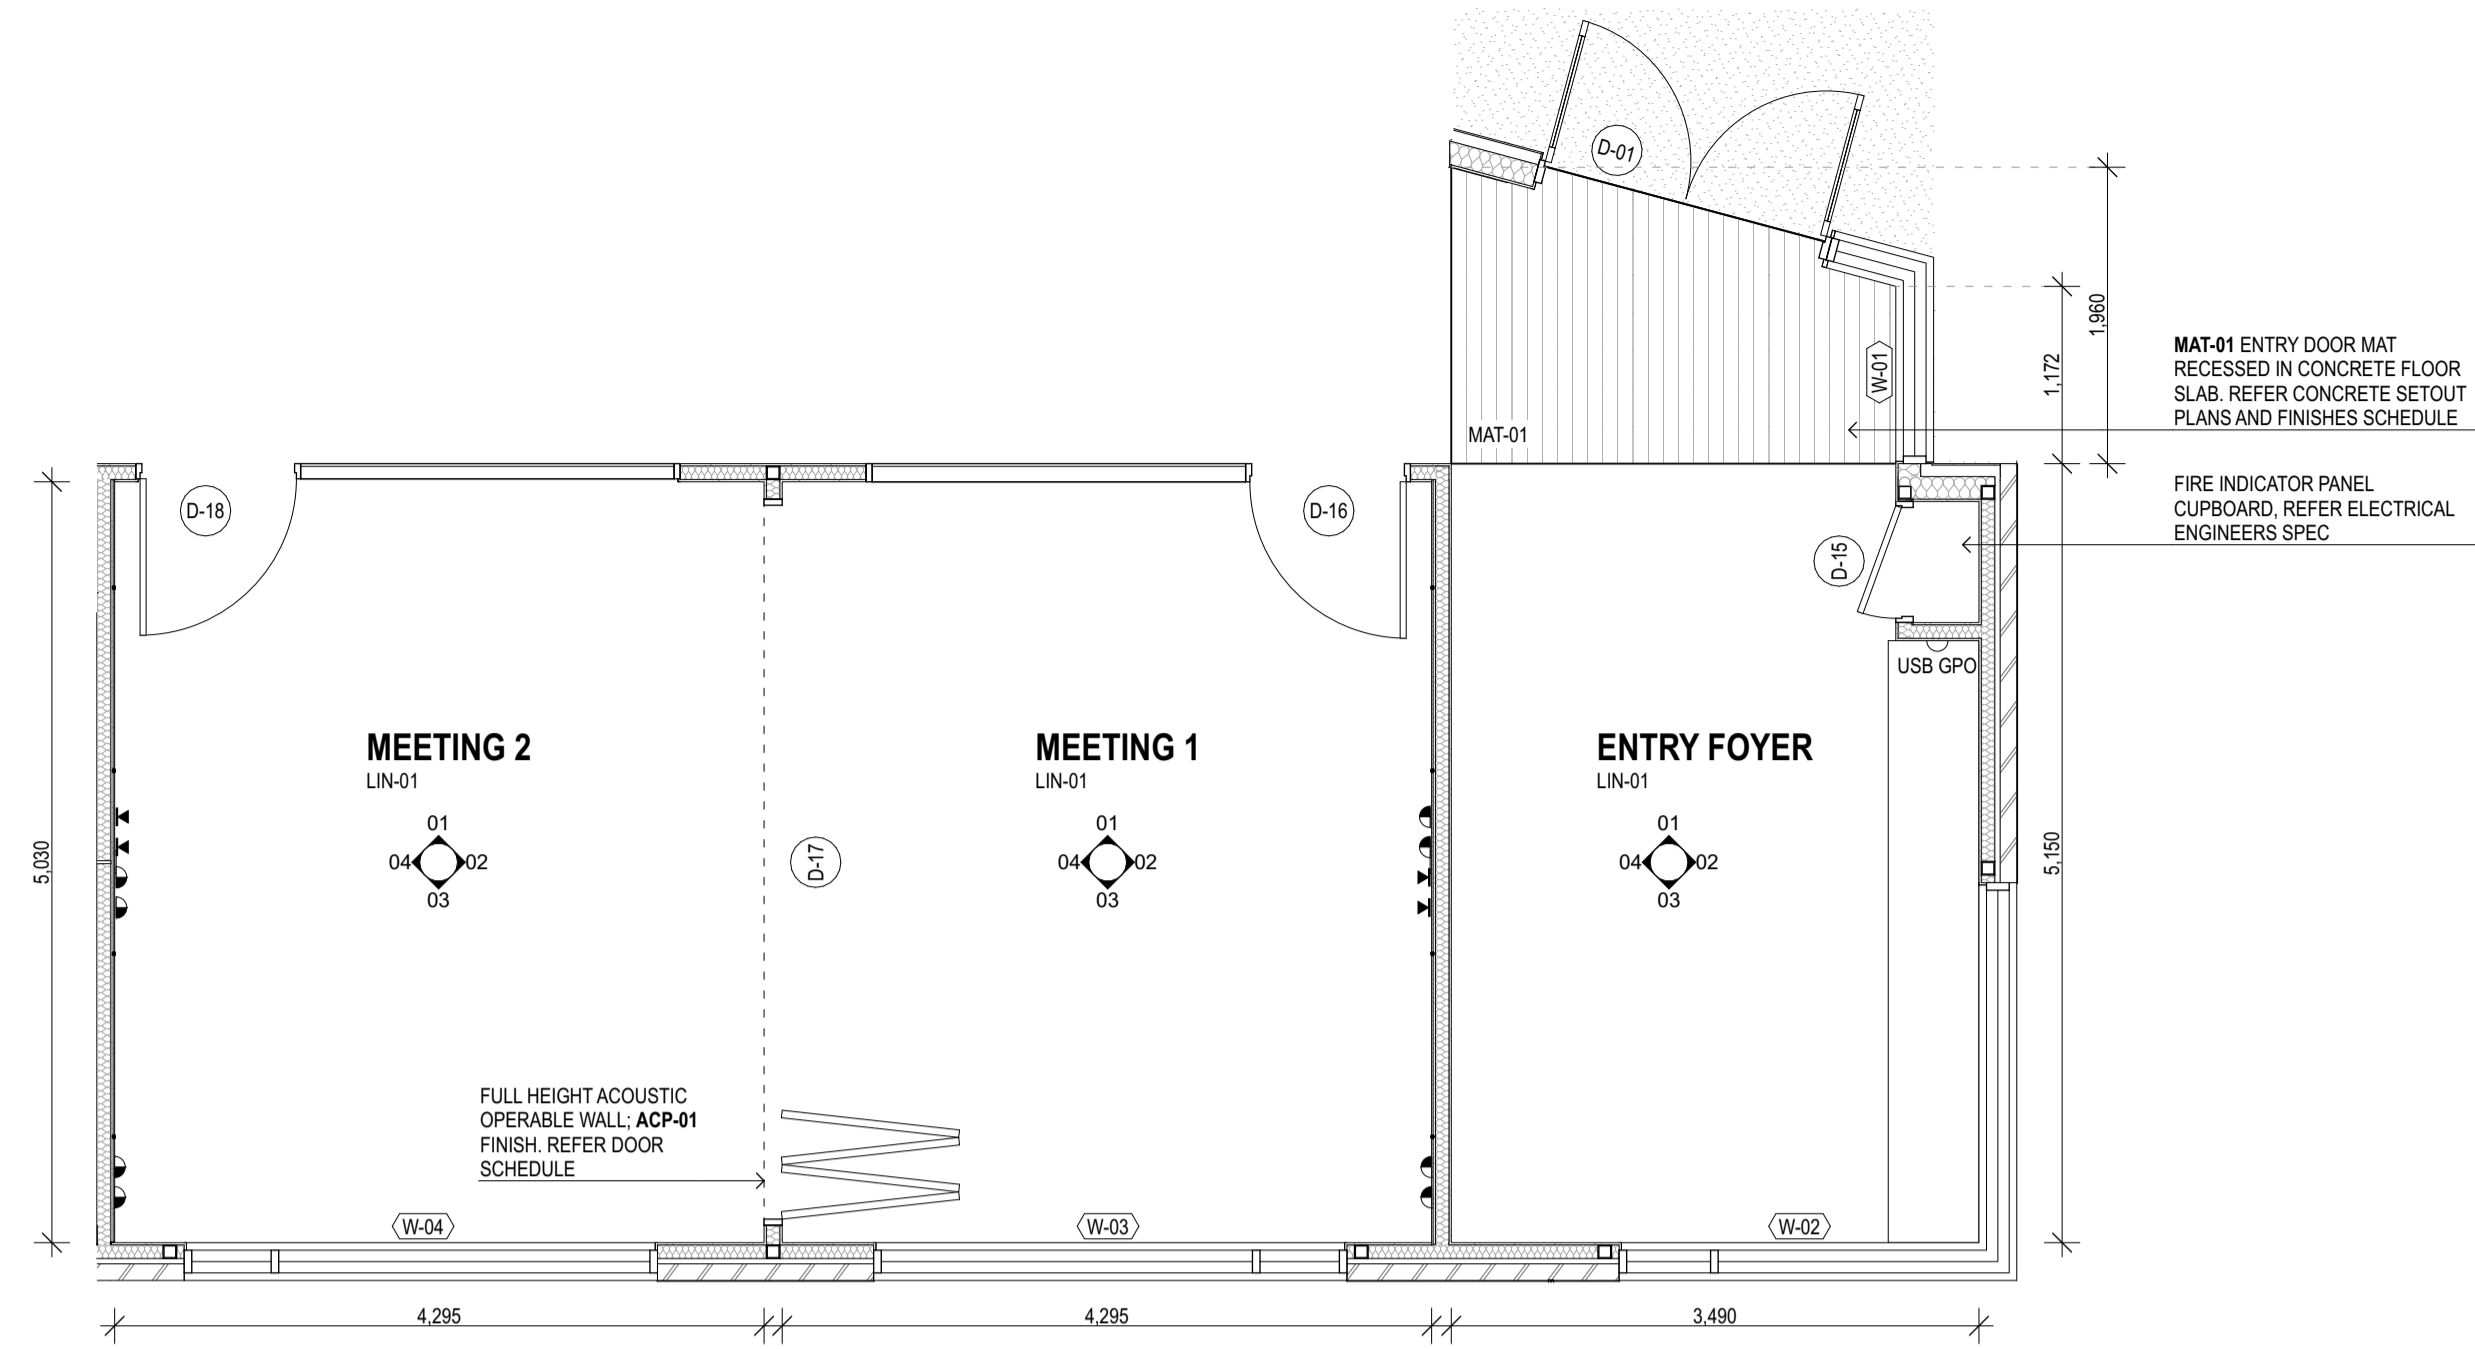 D-01
1,960
1,172
W-01
MAT-01
MAT-01 ENTRY DOOR MAT
RECESSED IN CONCRETE FLOOR
SLAB. REFER CONCRETE SETOUT
PLANS AND FINISHES SCHEDULE
FIRE INDICATOR PANEL
CUPBOARD, REFER ELECTRICAL
ENGINEERS SPEC
D-18
D-16
D-15
USB GPO
MEETING 2
LIN-01
01
04 02
03
MEETING 1
LIN-01
01
04 02
03
ENTRY FOYER
LIN-01
01
04 02
03
5,030
D-17
5,150
FULL HEIGHT ACOUSTIC
OPERABLE WALL; ACP-01
FINISH. REFER DOOR
SCHEDULE
W-04
W-03
W-02
4,295
4,295
3,490